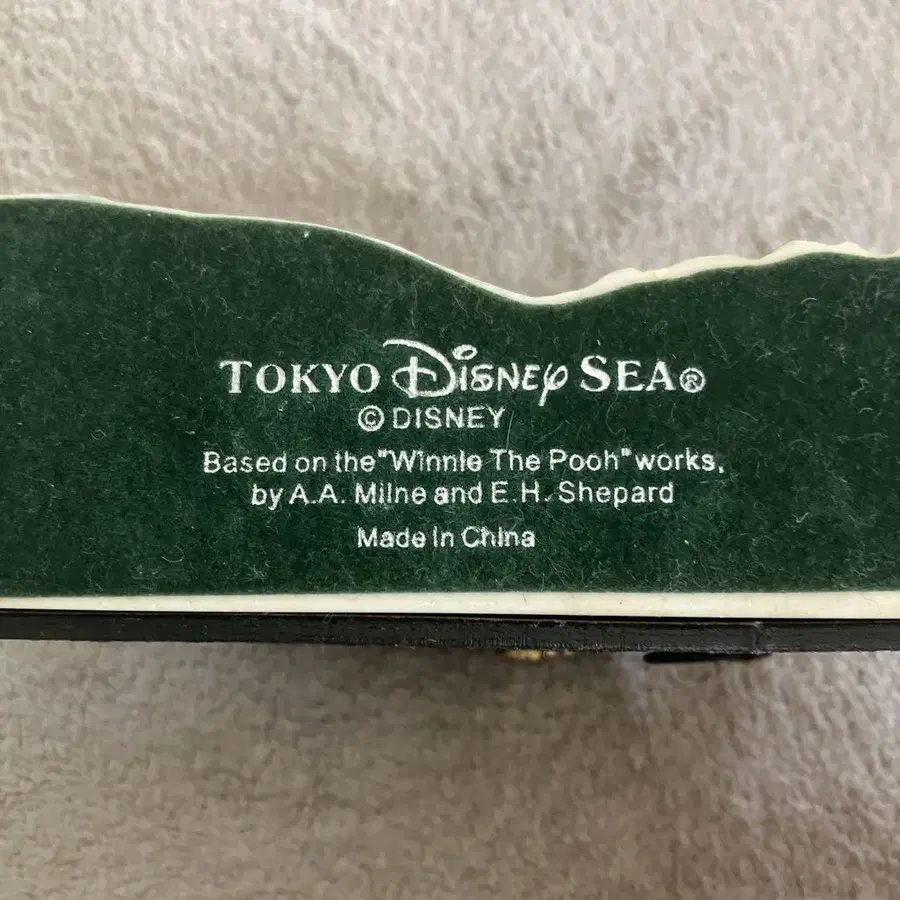 TOKYO DISNEY SEA®
© DISNEY
Based on the "Winnie The Pooh" works,
by A.A. Milne and E.H. Shepard
Made In China